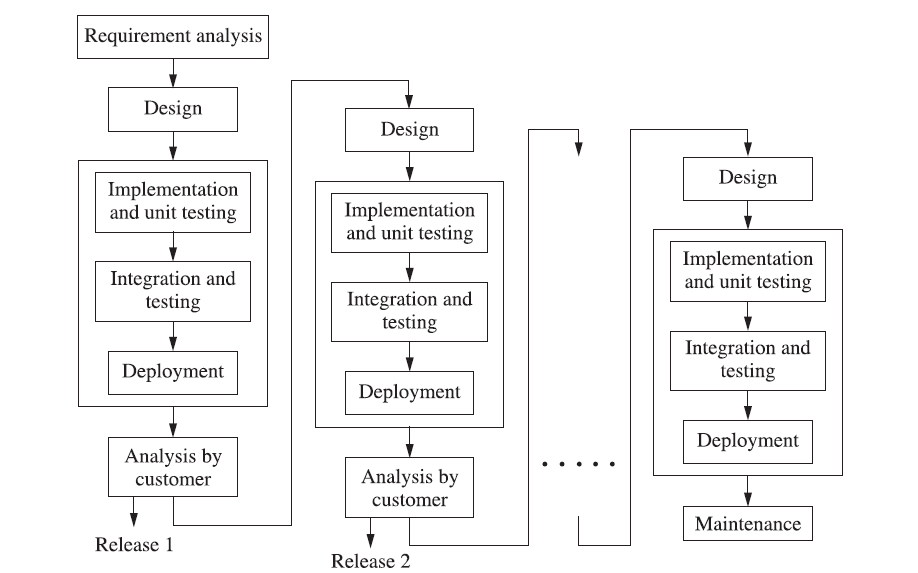 Requirement analysis
Design
Implementation
and unit testing
Integration and
testing
Deployment
Analysis by
customer
Release 1
Design
Implementation
and unit testing
Integration and
testing
Deployment
Analysis by
customer
Release 2
.....
Design
Implementation
and unit testing
Integration and
testing
Deployment
Maintenance